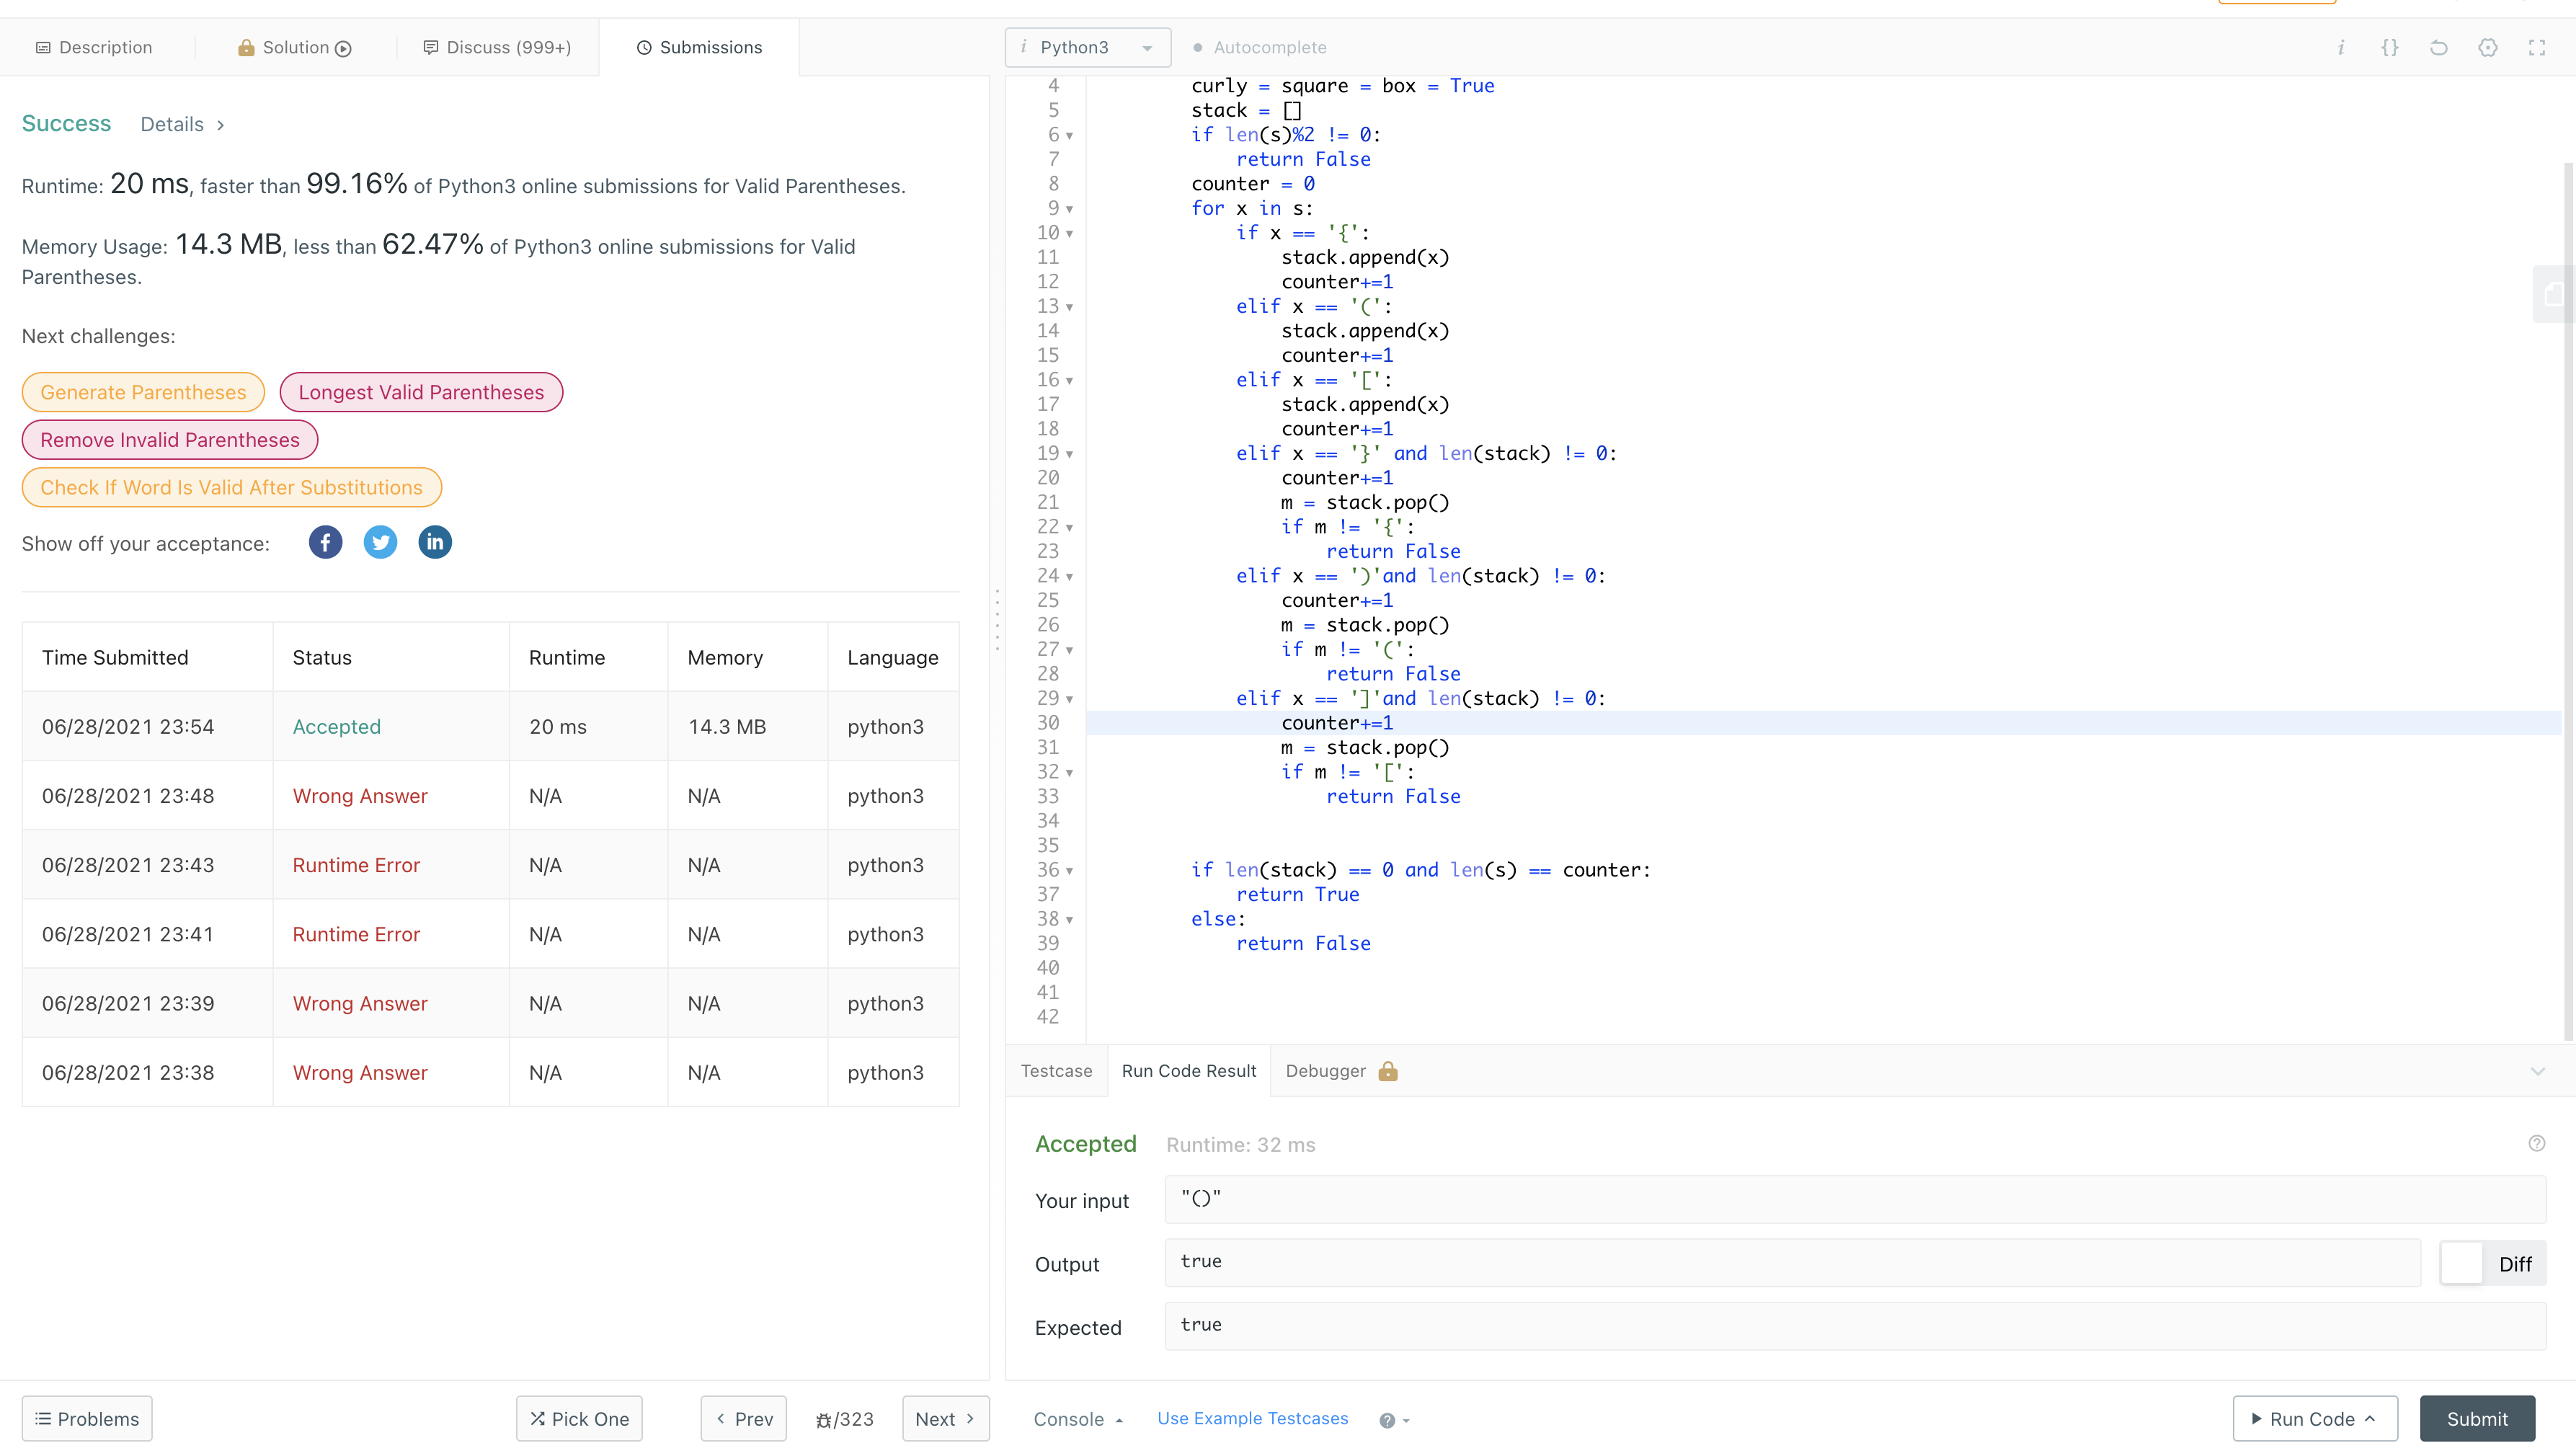 Description
Solution
Discuss (999+)
Submissions
Success
Details
Runtime: 20 ms, faster than 99.16% of Python3 online submissions for Valid Parentheses.
Memory Usage: 14.3 MB, less than 62.47% of Python3 online submissions for Valid
Parentheses.
Next challenges:
Generate Parentheses
Longest Valid Parentheses
Remove Invalid Parentheses
Check If Word Is Valid After Substitutions
Show off your acceptance:
Time Submitted Status Runtime Memory Language
06/28/2021 23:54 Accepted 20 ms 14.3 MB python3
06/28/2021 23:48 Wrong Answer N/A N/A python3
06/28/2021 23:43 Runtime Error N/A N/A python3
06/28/2021 23:41 Runtime Error N/A N/A python3
06/28/2021 23:39 Wrong Answer N/A N/A python3
06/28/2021 23:38 Wrong Answer N/A N/A python3
Problems
Pick One
Prev
/323
Next
i Python3
Autocomplete
i {}
4 curly = square = box = True
5 stack = []
6 if len(s)%2 != 0:
7 return False
8 counter = 0
9 for x in s:
10 if x == '{':
11 stack.append(x)
12 counter+=1
13 elif x == '(':
14 stack.append(x)
15 counter+=1
16 elif x == '[':
17 stack.append(x)
18 counter+=1
19 elif x == '}' and len(stack) != 0:
20 counter+=1
21 m = stack.pop()
22 if m != '{':
23 return False
24 elif x == ')'and len(stack) != 0:
25 counter+=1
26 m = stack.pop()
27 if m != '(':
28 return False
29 elif x == ']'and len(stack) != 0:
30 counter+=1
31 m = stack.pop()
32 if m != '[':
33 return False
34
35
36 if len(stack) == 0 and len(s) == counter:
37 return True
38 else:
39 return False
40
41
42
Testcase
Run Code Result
Debugger
Accepted Runtime: 32 ms
Your input "()"
Output true Diff
Expected true
Console
Use Example Testcases
Run Code
Submit